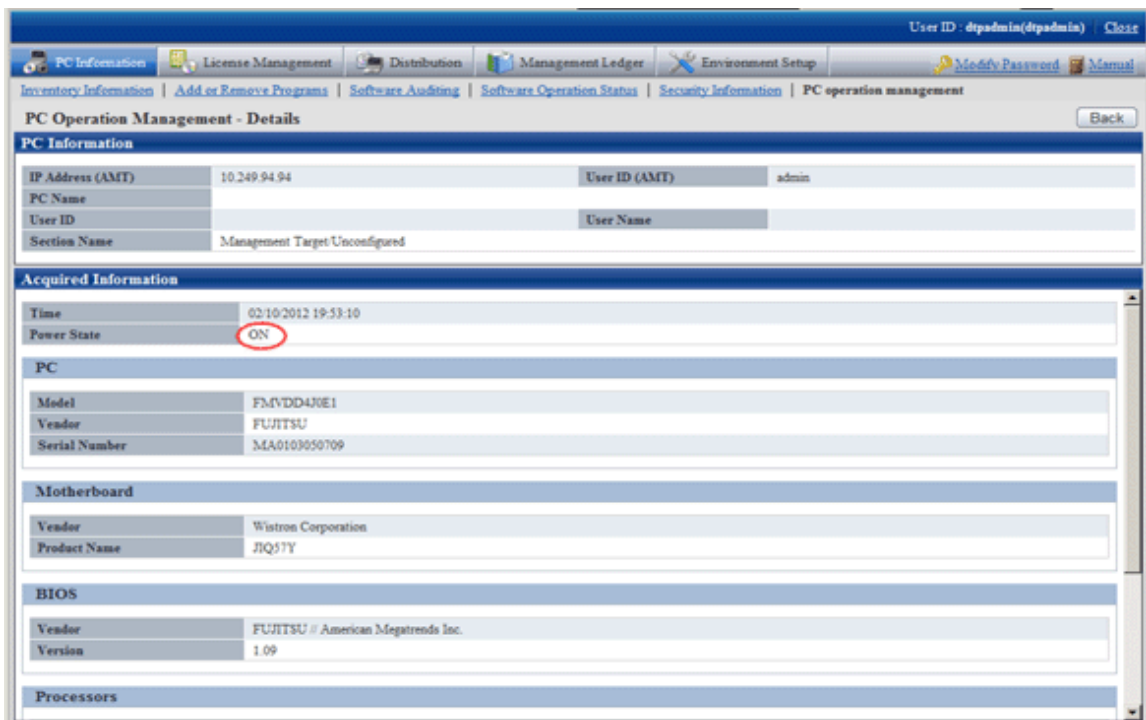 User ID : dtpadmin(dtpadmin) Close
PC Information License Management Distribution Management Ledger Environment Setup Modify Password Manual
Inventory Information | Add or Remove Programs | Software Auditing | Software Operation Status | Security Information | PC operation management
PC Operation Management - Details Back
PC Information
IP Address (AMT) 10.249.94.94 User ID (AMT) admin
PC Name
User ID User Name
Section Name Management Target/Unconfigured
Acquired Information
Time 02/10/2012 19:53:10
Power State ON
PC
Model FMVDD4J0E1
Vendor FUJITSU
Serial Number MA0103050709
Motherboard
Vendor Wistron Corporation
Product Name JIQ57Y
BIOS
Vendor FUJITSU // American Megatrends Inc.
Version 1.09
Processors